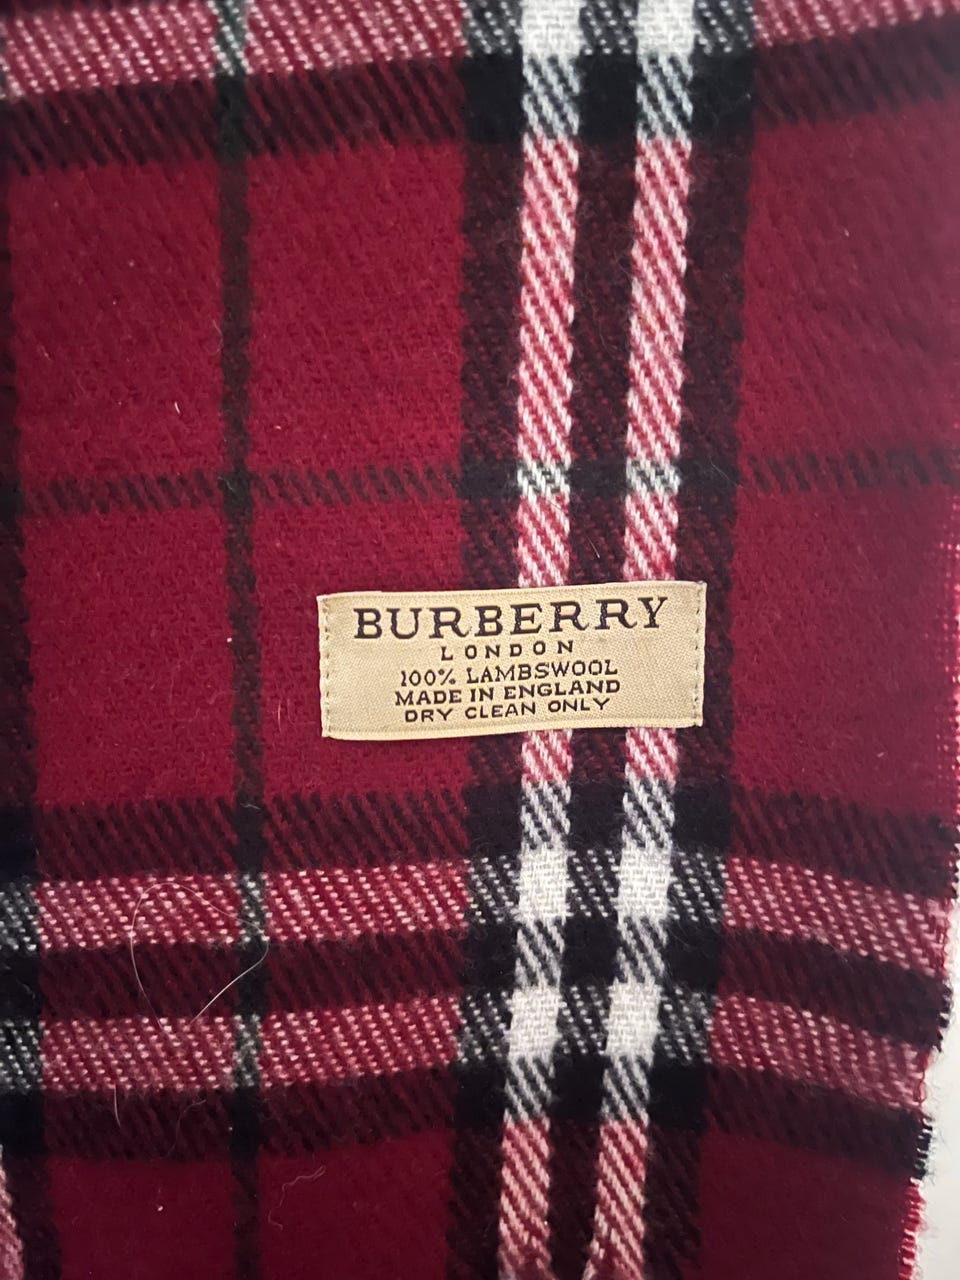 BURBERRY
LONDON
100% LAMBSWOOL
MADE IN ENGLAND
DRY CLEAN ONLY